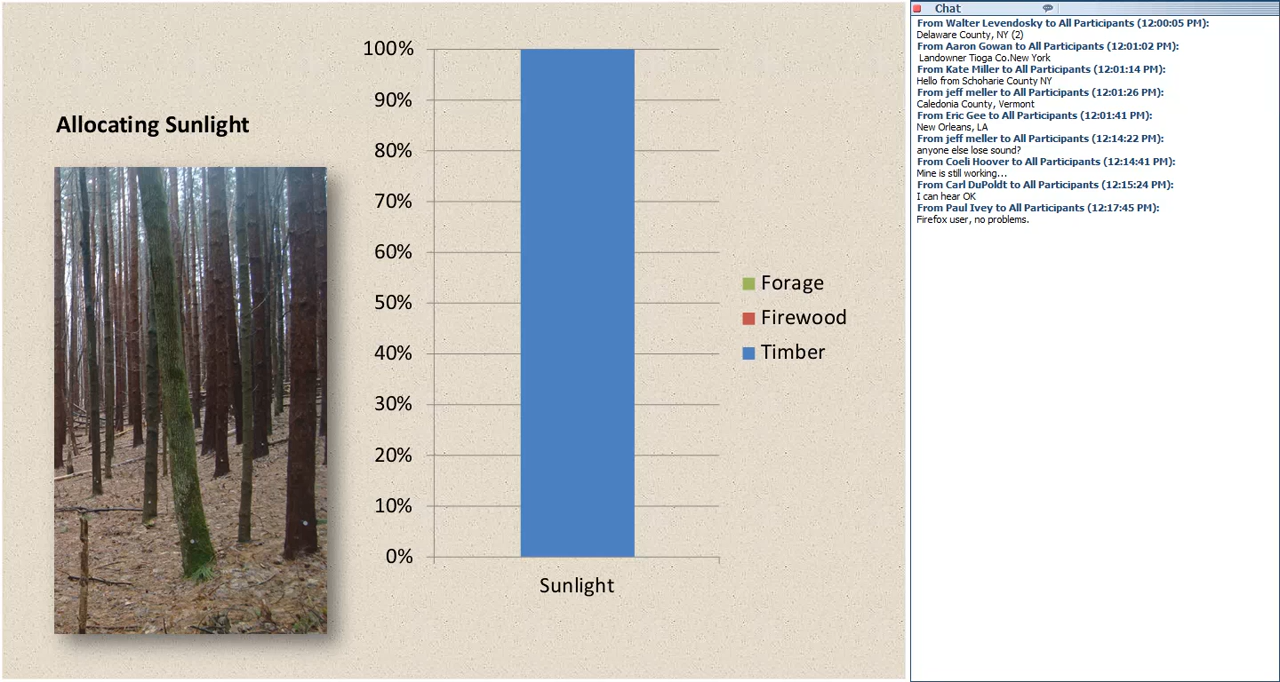 Allocating Sunlight
100%
90%
80%
70%
60%
50%
40%
30%
20%
10%
0%
Sunlight
Forage
Firewood
Timber
Chat
From Walter Levendosky to All Participants (12:00:05 PM):
Delaware County, NY (2)
From Aaron Gowan to All Participants (12:01:02 PM):
Landowner Tioga Co.New York
From Kate Miller to All Participants (12:01:14 PM):
Hello from Schoharie County NY
From jeff meller to All Participants (12:01:26 PM):
Caledonia County, Vermont
From Eric Gee to All Participants (12:01:41 PM):
New Orleans, LA
From jeff meller to All Participants (12:14:22 PM):
anyone else lose sound?
From Coeli Hoover to All Participants (12:14:41 PM):
Mine is still working...
From Carl DuPoldt to All Participants (12:15:24 PM):
I can hear OK
From Paul Ivey to All Participants (12:17:45 PM):
Firefox user, no problems.